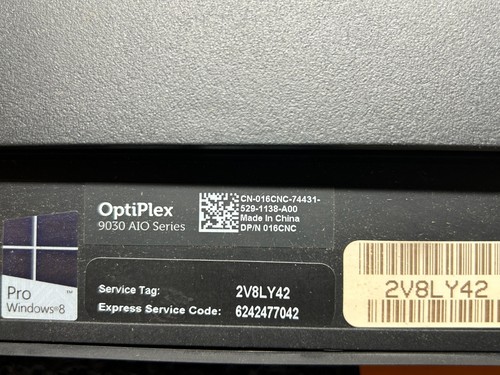 OptiPlex
9030 AIO Series
CN-016CNC-74431-
529-1138-A00
Made in China
DP/N 016CNC
Pro
Windows®8
Service Tag: 2V8LY42
Express Service Code: 6242477042
2V8LY42